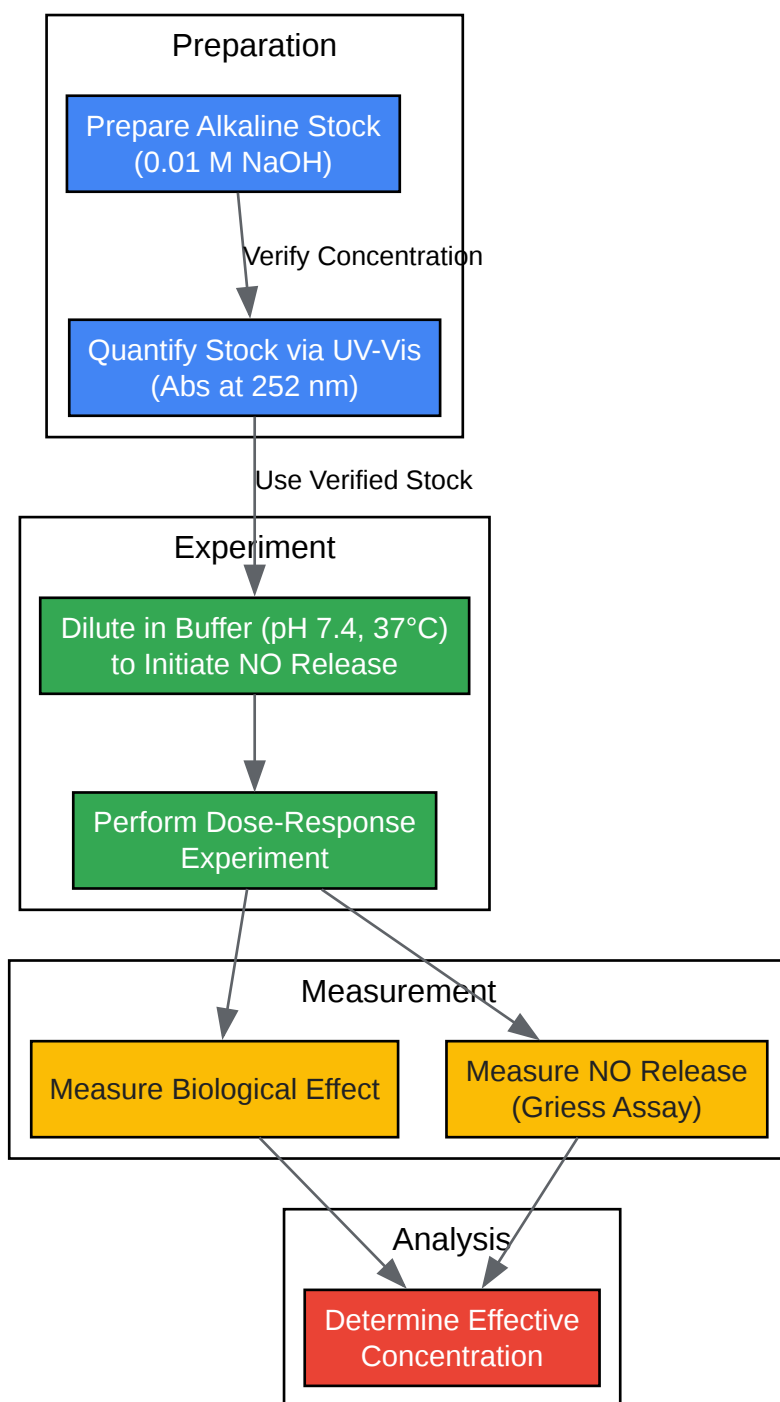 Preparation
Prepare Alkaline Stock
(0.01 M NaOH)
Verify Concentration
Quantify Stock via UV-Vis
(Abs at 252 nm)
Use Verified Stock
Experiment
Dilute in Buffer (pH 7.4, 37°C)
to Initiate NO Release
Perform Dose-Response
Experiment
Measurement
Measure Biological Effect
Measure NO Release
(Griess Assay)
Analysis
Determine Effective
Concentration